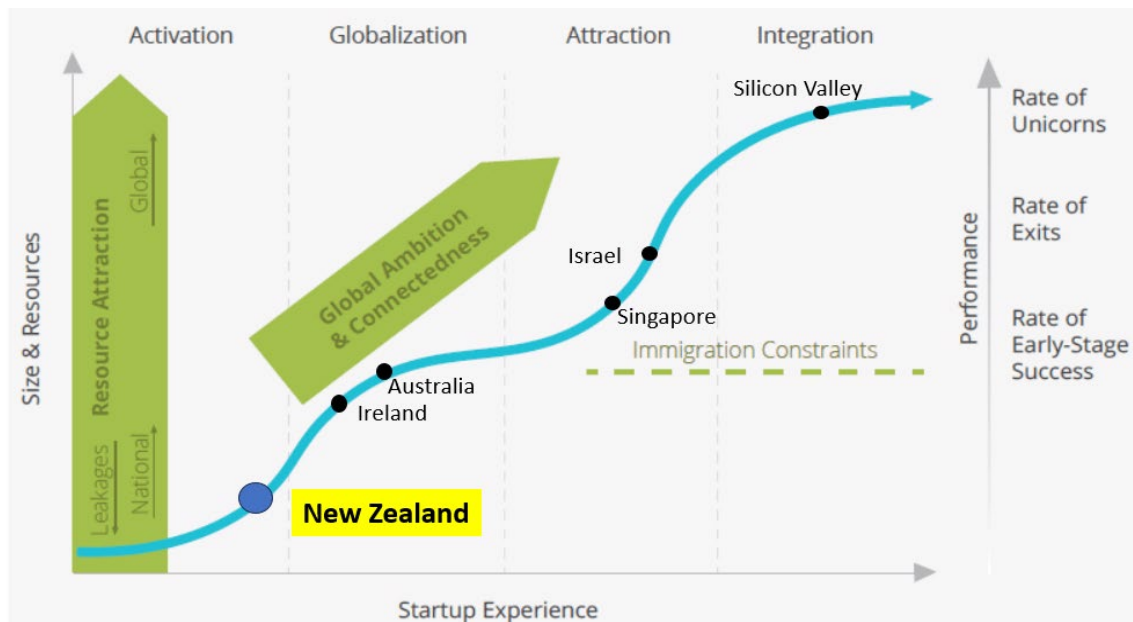 Activation
Globalization
Attraction
Integration
Size & Resources
Resource Attraction
Global
National
Leakages
Global Ambition
& Connectedness
Silicon Valley
Israel
Singapore
Immigration Constraints
Australia
Ireland
New Zealand
Startup Experience
Performance
Rate of
Unicorns
Rate of
Exits
Rate of
Early-Stage
Success